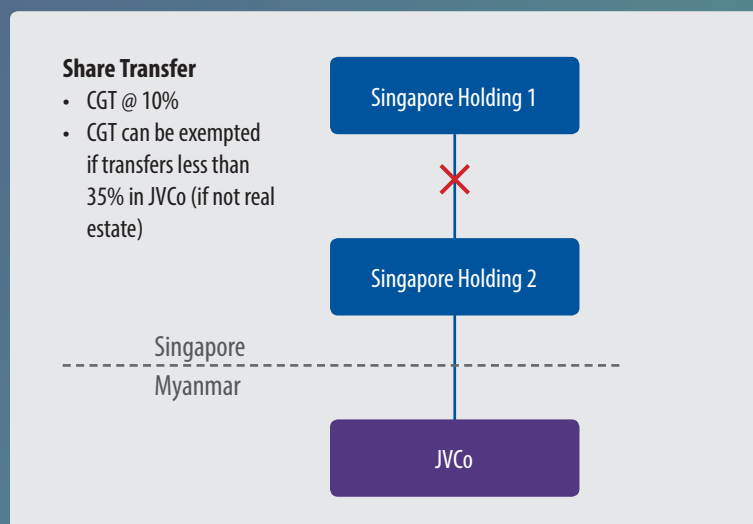 Share Transfer
• CGT @ 10%
• CGT can be exempted
if transfers less than
35% in JVCo (if not real
estate)
Singapore Holding 1
Singapore Holding 2
Singapore
Myanmar
JVCo